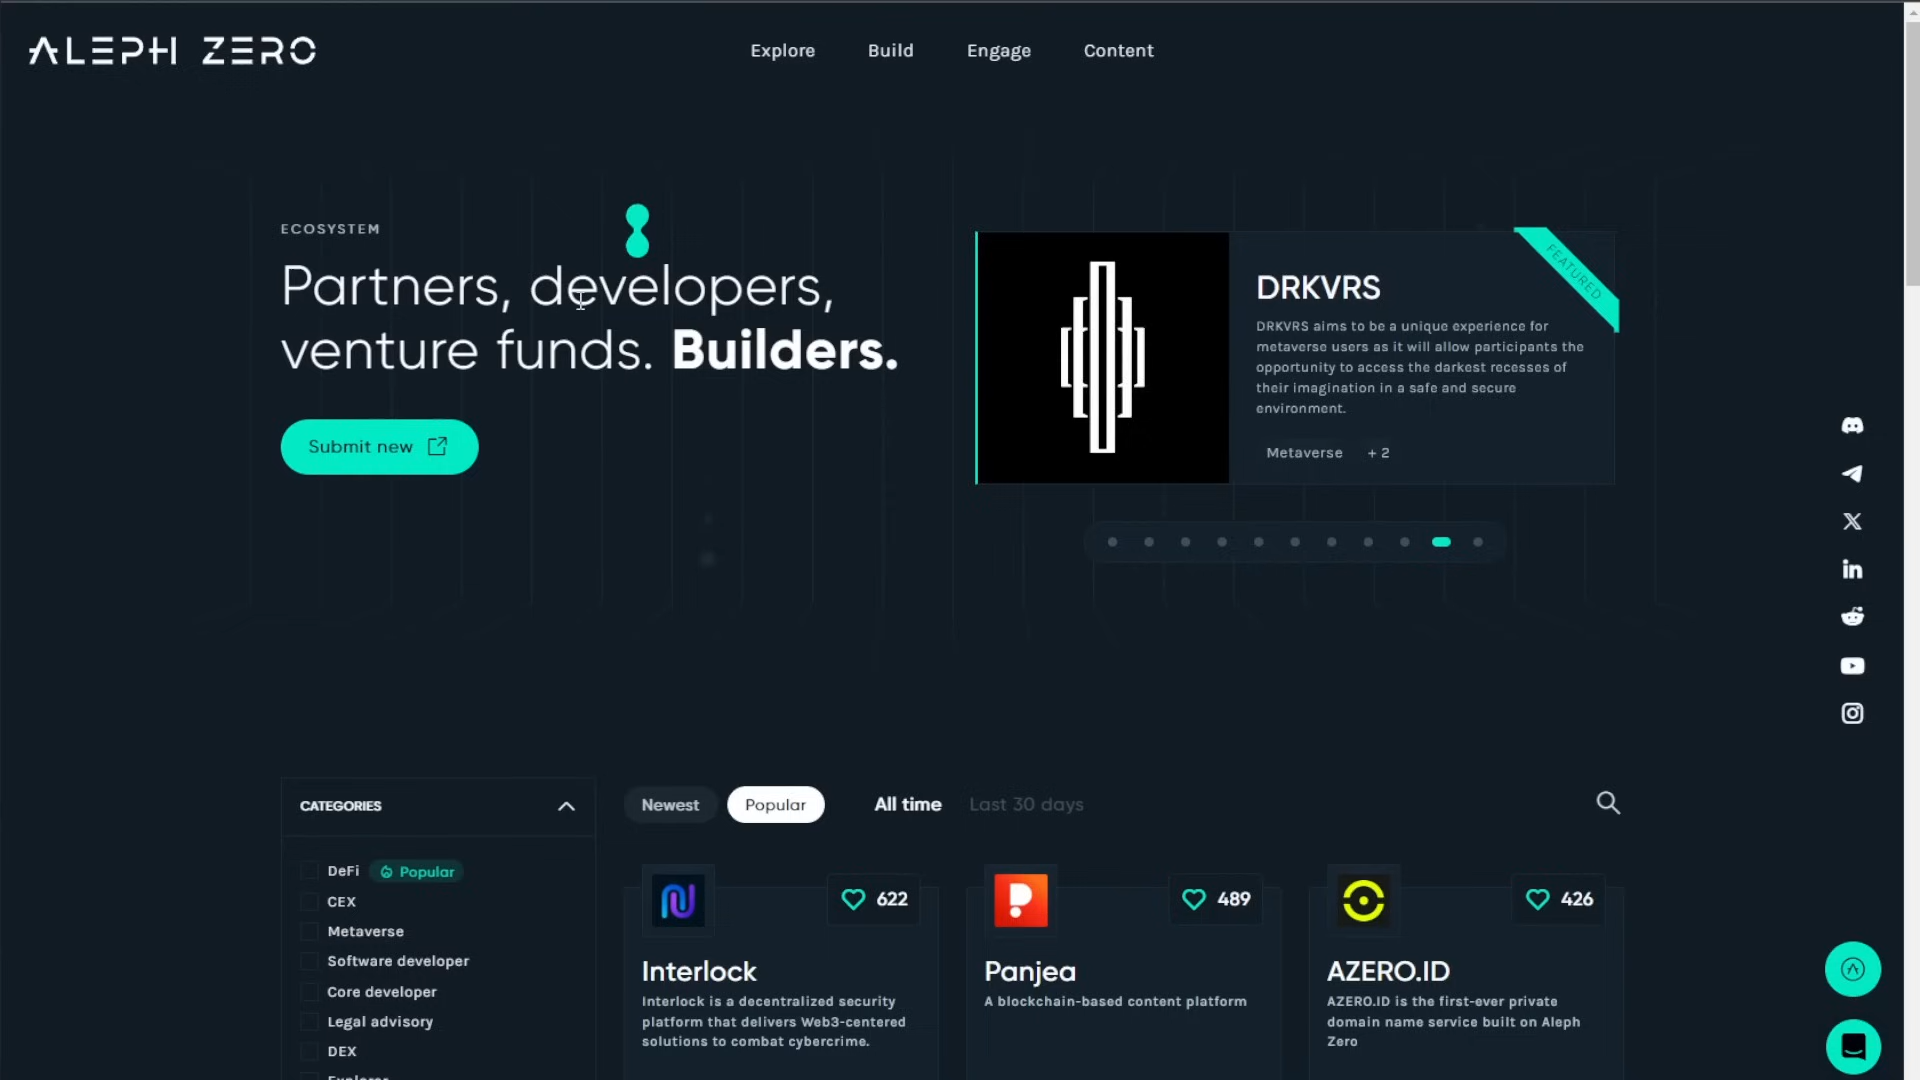 ALEPH ZERO
Explore
Build
Engage
Content
ECOSYSTEM
Partners, developers,
venture funds. Builders.
Submit new
FEATURED
DRKVRS
DRKVRS aims to be a unique experience for
metaverse users as it will allow participants the
opportunity to access the darkest recesses of
their imagination in a safe and secure
environment.
Metaverse + 2
CATEGORIES
DeFi Popular
CEX
Metaverse
Software developer
Core developer
Legal advisory
DEX
Explorer
Newest
Popular
All time
Last 30 days
622
Interlock
Interlock is a decentralized security
platform that delivers Web3-centered
solutions to combat cybercrime.
489
Panjea
A blockchain-based content platform
426
AZERO.ID
AZERO.ID is the first-ever private
domain name service built on Aleph
Zero